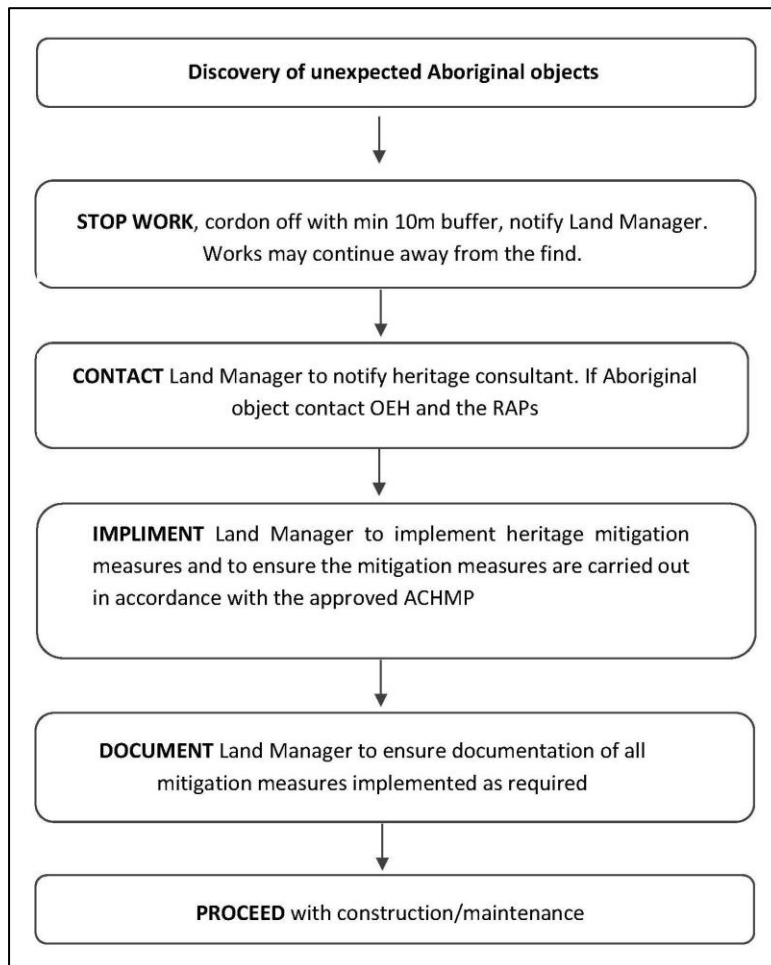 Discovery of unexpected Aboriginal objects
STOP WORK, cordon off with min 10m buffer, notify Land Manager.
Works may continue away from the find.
CONTACT Land Manager to notify heritage consultant. If Aboriginal
object contact OEH and the RAPs
IMPLIMENT Land Manager to implement heritage mitigation
measures and to ensure the mitigation measures are carried out
in accordance with the approved ACHMP
DOCUMENT Land Manager to ensure documentation of all
mitigation measures implemented as required
PROCEED with construction/maintenance